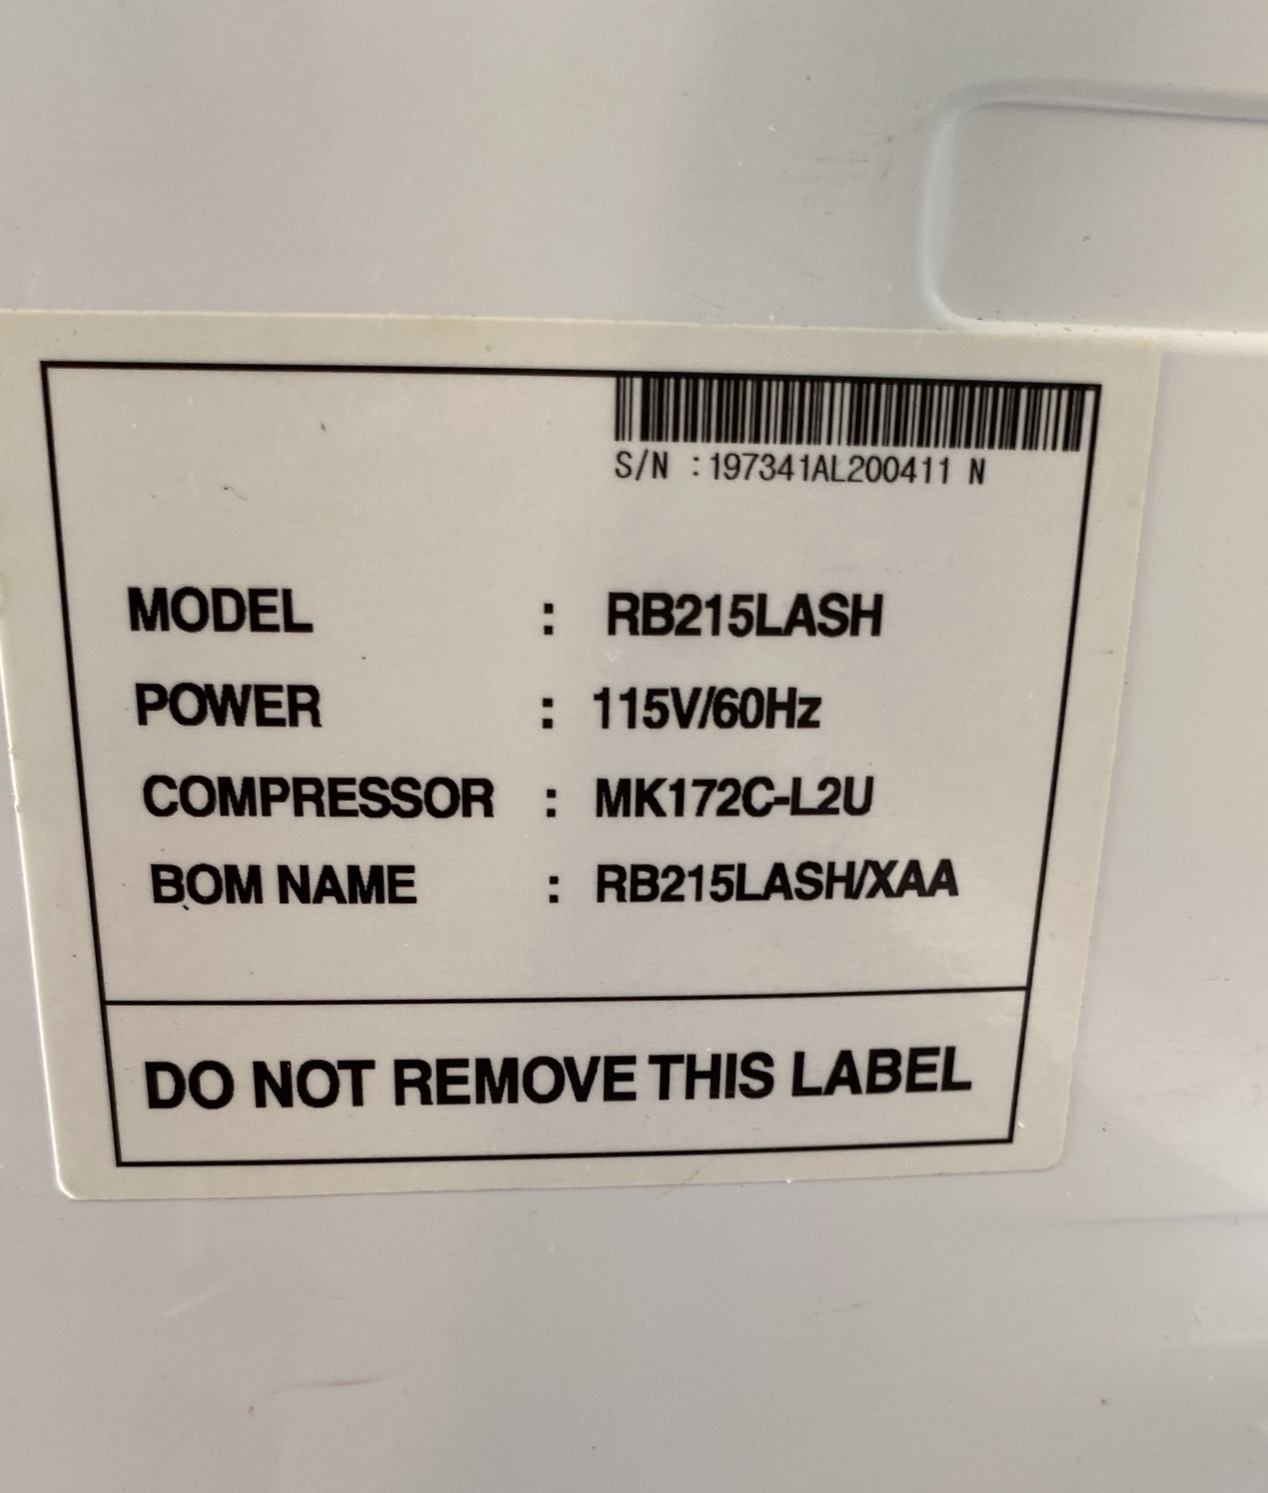 S/N : 197341AL200411 N
MODEL : RB215LASH
POWER : 115V/60Hz
COMPRESSOR : MK172C-L2U
BOM NAME : RB215LASH/XAA
DO NOT REMOVE THIS LABEL